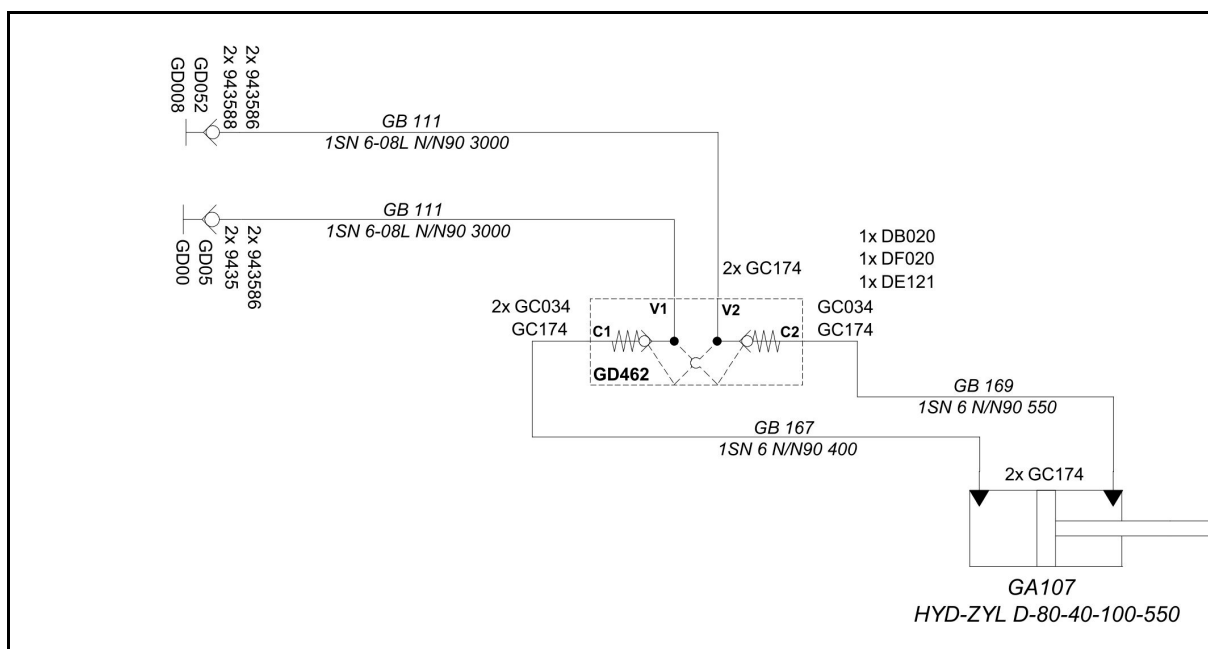 GD008
GD052
2x 943588
2x 943586
GB 111
1SN 6-08L N/N90 3000
GD00
GD05
2x 9435
2x 943586
GB 111
1SN 6-08L N/N90 3000
1x DB020
1x DF020
1x DE121
2x GC174
2x GC034
GC174
V1
V2
GC034
GC174
C1
C2
GD462
GB 169
1SN 6 N/N90 550
GB 167
1SN 6 N/N90 400
2x GC174
GA107
HYD-ZYL D-80-40-100-550